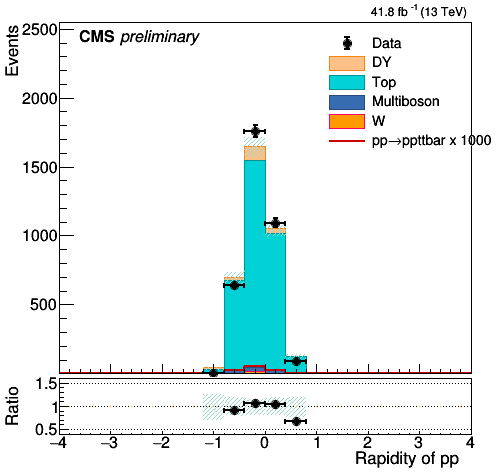 41.8 fb⁻¹ (13 TeV)
CMS preliminary
Events
2500
2000
1500
1000
500
Data
DY
Top
Multiboson
W
pp→ppttbar x 1000
Ratio
1.5
1
0.5
−4 −3 −2 −1 0 1 2 3 4
Rapidity of pp